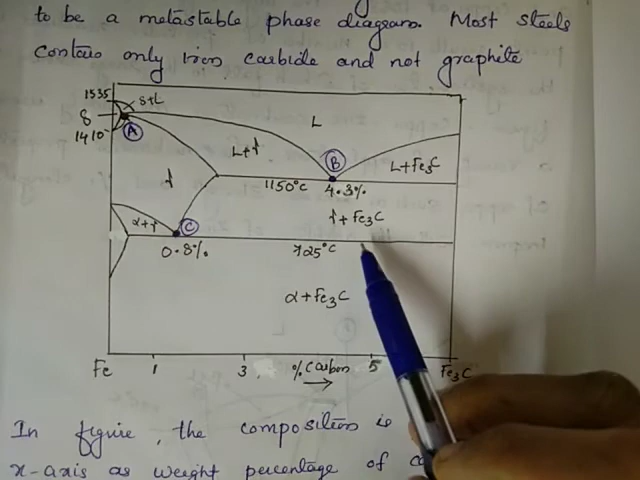 to be a metastable phase diagram. Most steels
contain only iron carbide and not graphite
1535
δ+L
δ
A
1410
L
L+γ
B
L+Fe3C
γ
1150°C 4.3%
γ+Fe3C
α+γ
C
0.8% 725°C
α+Fe3C
Fe 1 3 % Carbon 5 Fe3C
→
In figure, the composition is
x-axis as weight percentage of